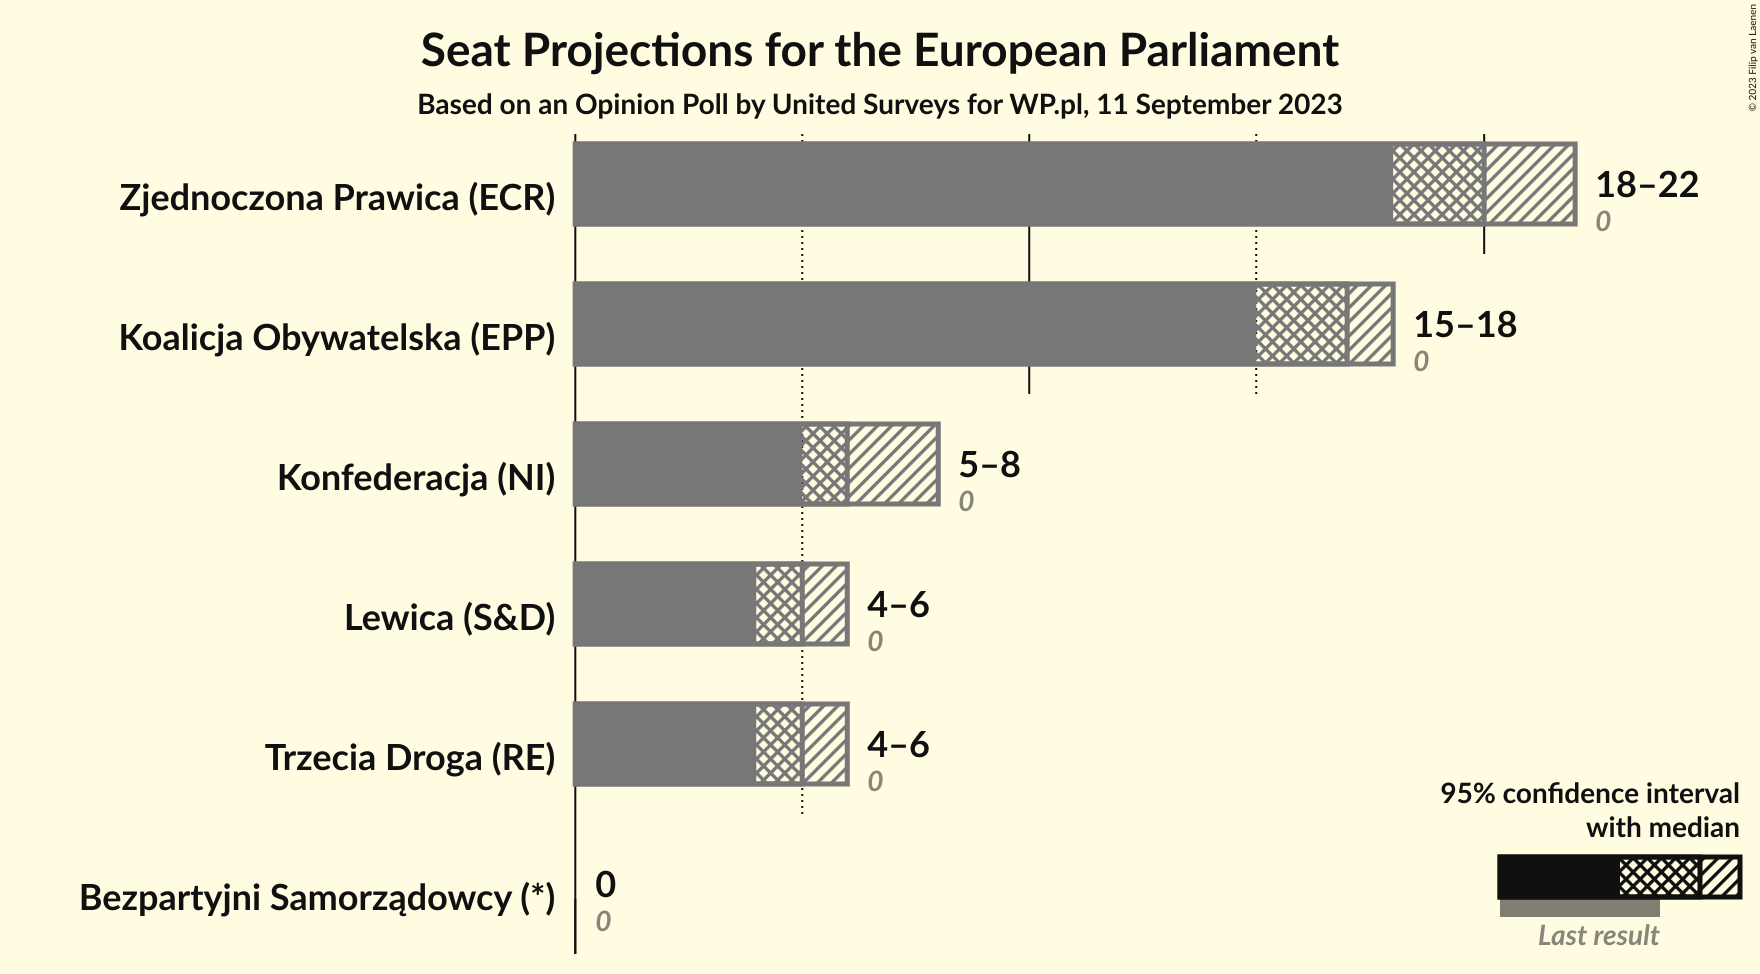 Seat Projections for the European Parliament
Based on an Opinion Poll by United Surveys for WP.pl, 11 September 2023
© 2023 Filip van Laenen
Zjednoczona Prawica (ECR)
18–22
0
Koalicja Obywatelska (EPP)
15–18
0
Konfederacja (NI)
5–8
0
Lewica (S&D)
4–6
0
Trzecia Droga (RE)
4–6
0
Bezpartyjni Samorządowcy (*)
0
0
95% confidence interval
with median
Last result